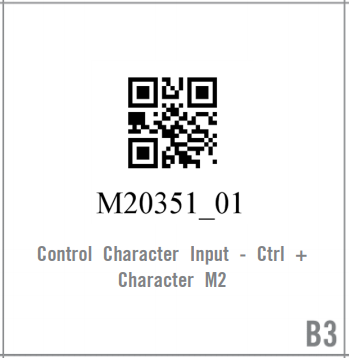 M20351_01
Control Character Input - Ctrl +
Character M2
B3